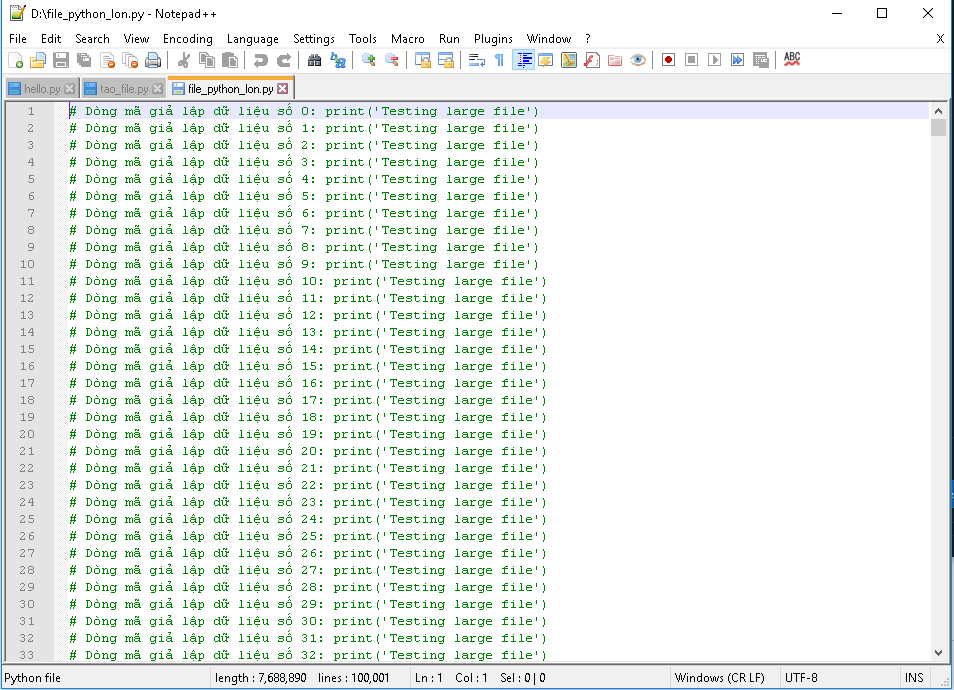 D:\file_python_lon.py - Notepad++
File Edit Search View Encoding Language Settings Tools Macro Run Plugins Window ? X
ABC
hello.py tao_file.py file_python_lon.py
1 # Dòng mã giả lập dữ liệu số 0: print('Testing large file')
2 # Dòng mã giả lập dữ liệu số 1: print('Testing large file')
3 # Dòng mã giả lập dữ liệu số 2: print('Testing large file')
4 # Dòng mã giả lập dữ liệu số 3: print('Testing large file')
5 # Dòng mã giả lập dữ liệu số 4: print('Testing large file')
6 # Dòng mã giả lập dữ liệu số 5: print('Testing large file')
7 # Dòng mã giả lập dữ liệu số 6: print('Testing large file')
8 # Dòng mã giả lập dữ liệu số 7: print('Testing large file')
9 # Dòng mã giả lập dữ liệu số 8: print('Testing large file')
10 # Dòng mã giả lập dữ liệu số 9: print('Testing large file')
11 # Dòng mã giả lập dữ liệu số 10: print('Testing large file')
12 # Dòng mã giả lập dữ liệu số 11: print('Testing large file')
13 # Dòng mã giả lập dữ liệu số 12: print('Testing large file')
14 # Dòng mã giả lập dữ liệu số 13: print('Testing large file')
15 # Dòng mã giả lập dữ liệu số 14: print('Testing large file')
16 # Dòng mã giả lập dữ liệu số 15: print('Testing large file')
17 # Dòng mã giả lập dữ liệu số 16: print('Testing large file')
18 # Dòng mã giả lập dữ liệu số 17: print('Testing large file')
19 # Dòng mã giả lập dữ liệu số 18: print('Testing large file')
20 # Dòng mã giả lập dữ liệu số 19: print('Testing large file')
21 # Dòng mã giả lập dữ liệu số 20: print('Testing large file')
22 # Dòng mã giả lập dữ liệu số 21: print('Testing large file')
23 # Dòng mã giả lập dữ liệu số 22: print('Testing large file')
24 # Dòng mã giả lập dữ liệu số 23: print('Testing large file')
25 # Dòng mã giả lập dữ liệu số 24: print('Testing large file')
26 # Dòng mã giả lập dữ liệu số 25: print('Testing large file')
27 # Dòng mã giả lập dữ liệu số 26: print('Testing large file')
28 # Dòng mã giả lập dữ liệu số 27: print('Testing large file')
29 # Dòng mã giả lập dữ liệu số 28: print('Testing large file')
30 # Dòng mã giả lập dữ liệu số 29: print('Testing large file')
31 # Dòng mã giả lập dữ liệu số 30: print('Testing large file')
32 # Dòng mã giả lập dữ liệu số 31: print('Testing large file')
33 # Dòng mã giả lập dữ liệu số 32: print('Testing large file')
Python file length : 7,688,890 lines : 100,001 Ln : 1 Col : 1 Sel : 0 | 0 Windows (CR LF) UTF-8 INS